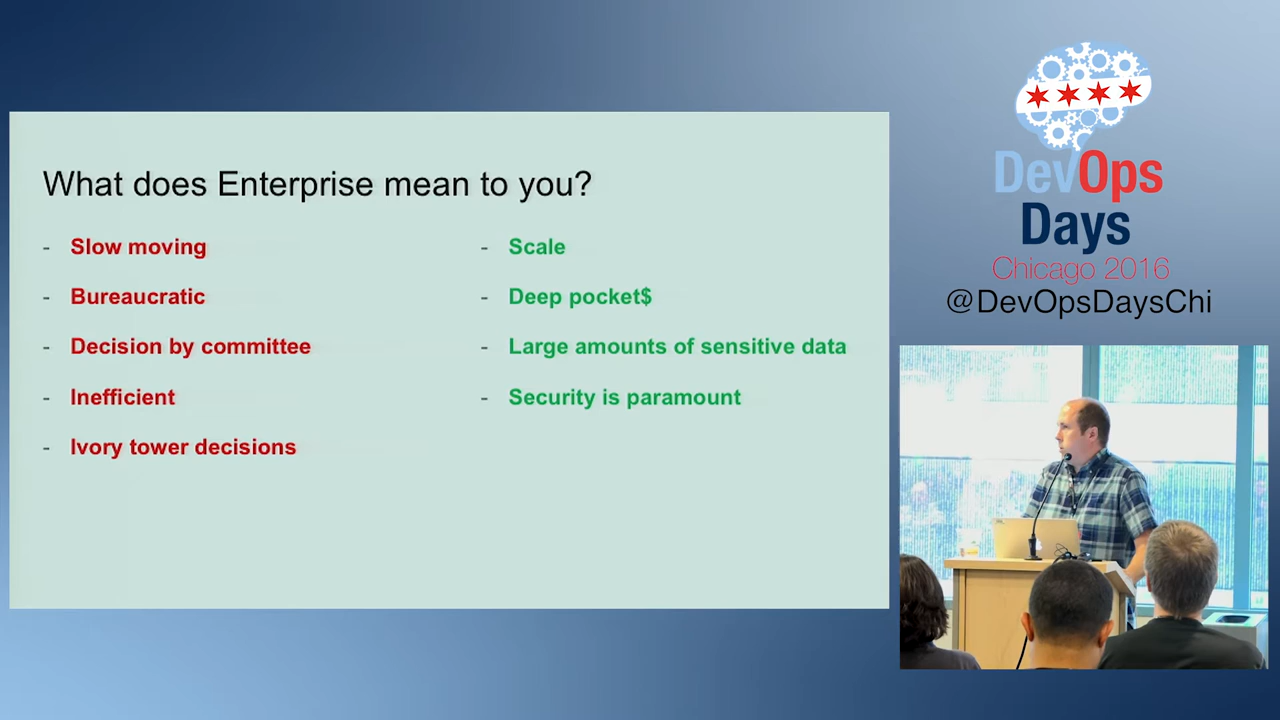 What does Enterprise mean to you?
- Slow moving
- Bureaucratic
- Decision by committee
- Inefficient
- Ivory tower decisions
- Scale
- Deep pocket$
- Large amounts of sensitive data
- Security is paramount
DevOps
Days
Chicago 2016
@DevOpsDaysChi